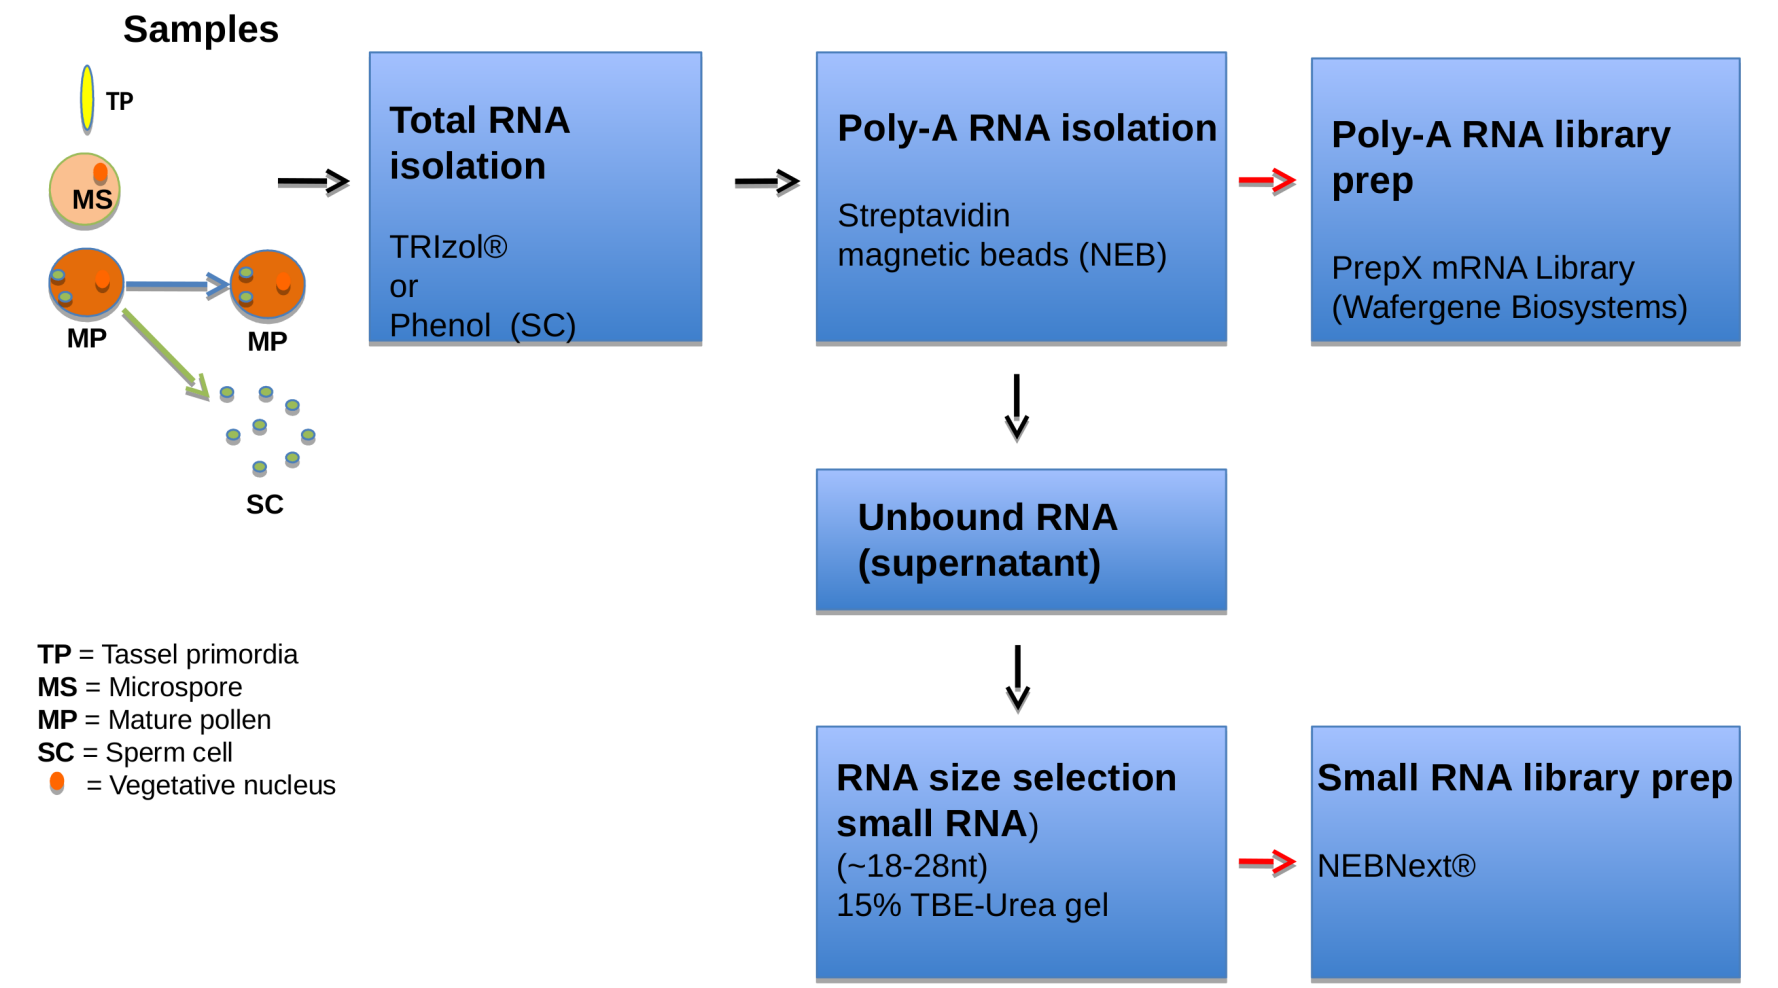 Samples
TP
MS
MP
MP
SC
TP = Tassel primordia
MS = Microspore
MP = Mature pollen
SC = Sperm cell
= Vegetative nucleus
Total RNA
isolation
TRIzol®
or
Phenol  (SC)
Poly-A RNA isolation
Streptavidin
magnetic beads (NEB)
Poly-A RNA library
prep
PrepX mRNA Library
(Wafergene Biosystems)
Unbound RNA
(supernatant)
RNA size selection
small RNA)
(~18-28nt)
15% TBE-Urea gel
Small RNA library prep
NEBNext®